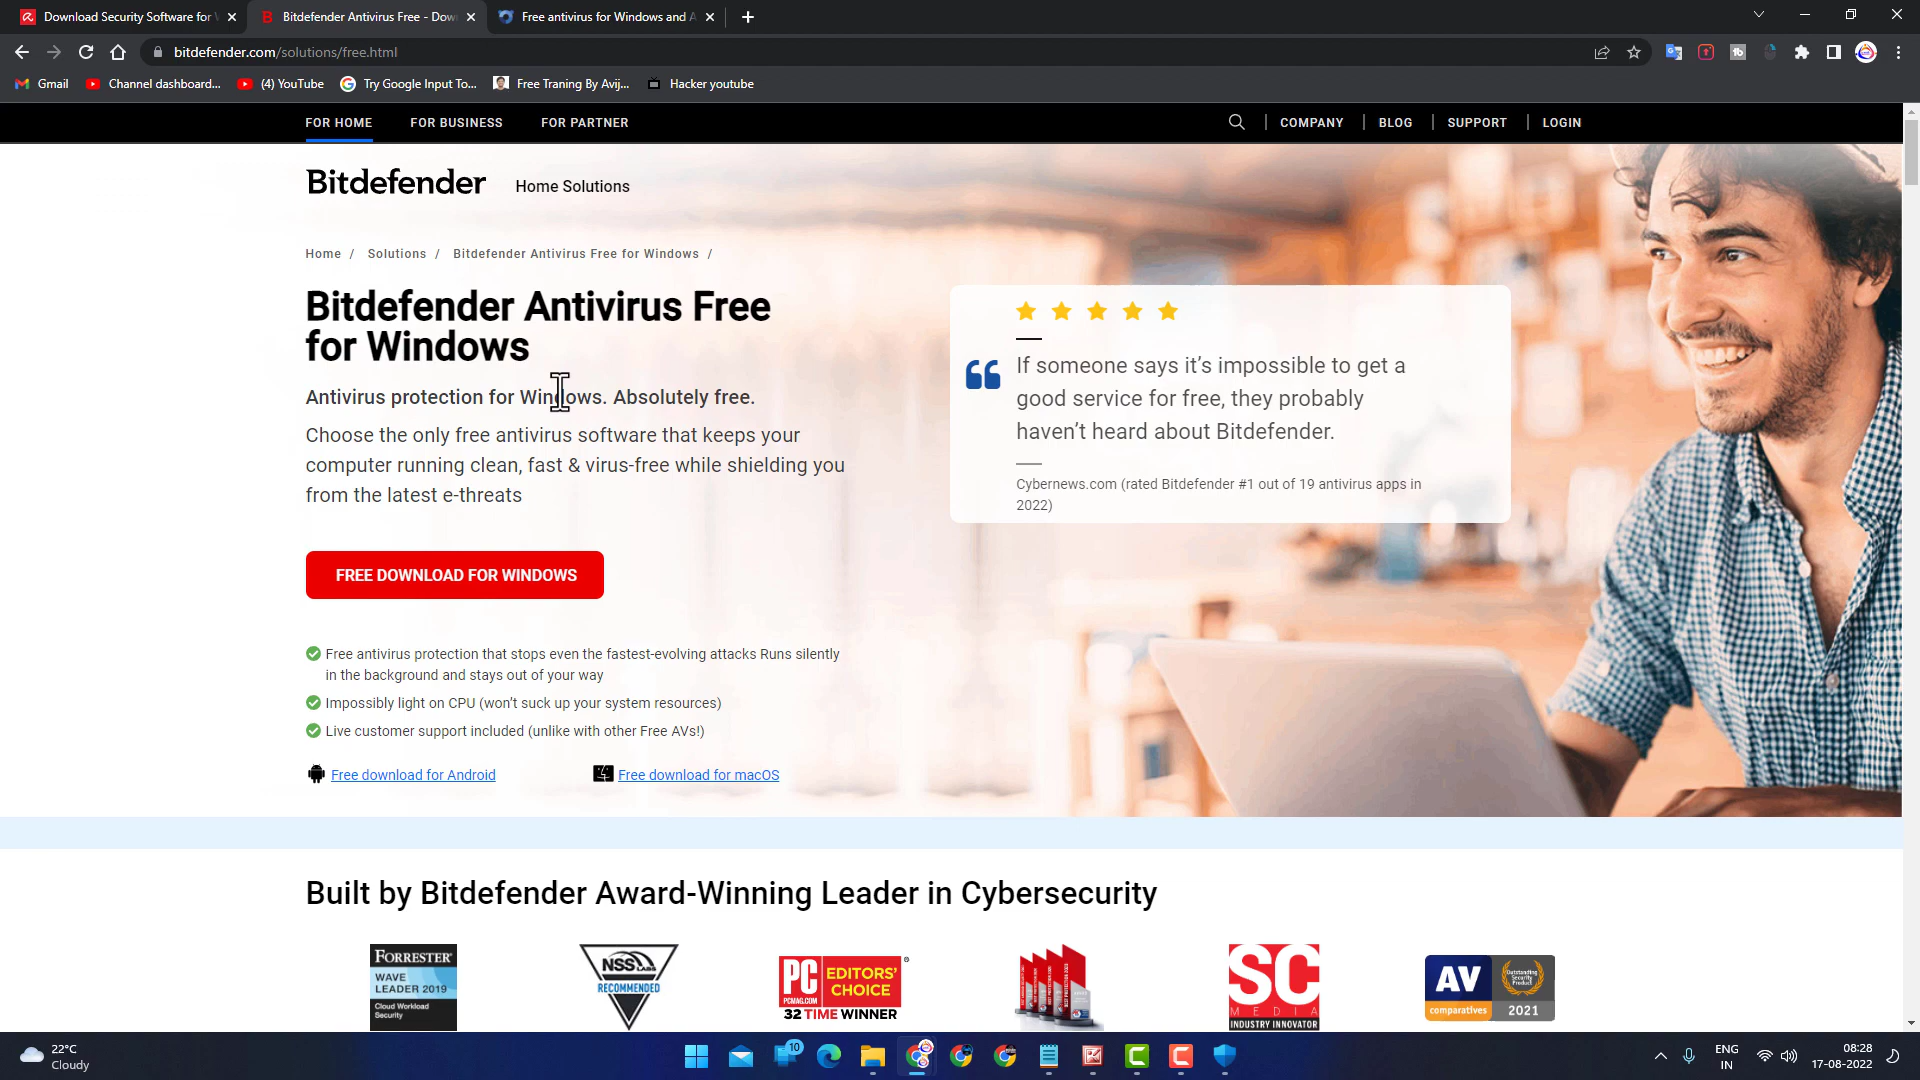 Download Security Software for W
Bitdefender Antivirus Free - Dow
Free antivirus for Windows and A
bitdefender.com/solutions/free.html
Gmail
Channel dashboard...
(4) YouTube
Try Google Input To...
Free Traning By Avij...
Hacker youtube
FOR HOME
FOR BUSINESS
FOR PARTNER
COMPANY
BLOG
SUPPORT
LOGIN
Bitdefender
Home Solutions
Home / Solutions / Bitdefender Antivirus Free for Windows /
Bitdefender Antivirus Free
for Windows
Antivirus protection for Windows. Absolutely free.
Choose the only free antivirus software that keeps your
computer running clean, fast & virus-free while shielding you
from the latest e-threats
FREE DOWNLOAD FOR WINDOWS
Free antivirus protection that stops even the fastest-evolving attacks Runs silently
in the background and stays out of your way
Impossibly light on CPU (won't suck up your system resources)
Live customer support included (unlike with other Free AVs!)
Free download for Android
Free download for macOS
If someone says it's impossible to get a
good service for free, they probably
haven't heard about Bitdefender.
Cybernews.com (rated Bitdefender #1 out of 19 antivirus apps in
2022)
Built by Bitdefender Award-Winning Leader in Cybersecurity
FORRESTER
WAVE
LEADER 2019
Cloud Workload
Security
NSS LABS
RECOMMENDED
PC
PCMAG.COM
EDITORS'
CHOICE
32 TIME WINNER
SC
MEDIA
INDUSTRY INNOVATOR
AV
comparatives
Outstanding
Security
Product
2021
22°C
Cloudy
10
ENG
IN
08:28
17-08-2022